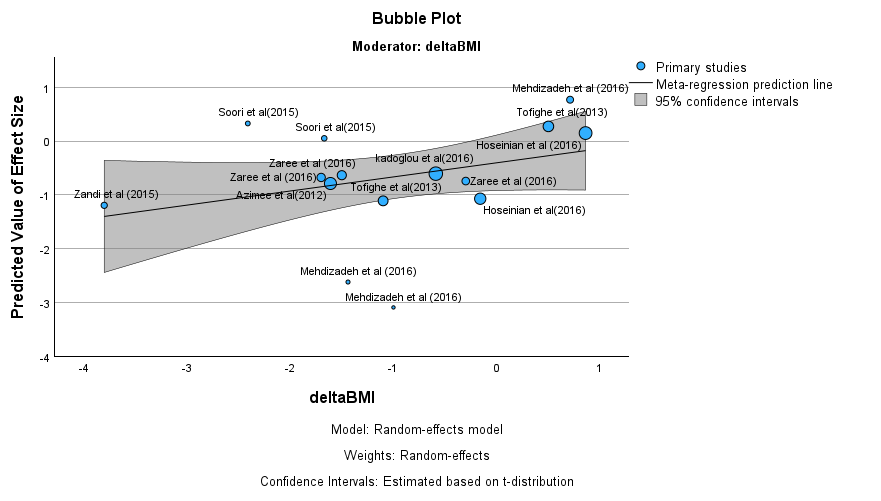 Bubble Plot
Moderator: deltaBMI
Predicted Value of Effect Size
1
0
-1
-2
-3
-4
Mehdizadeh et al (2016)
Soori et al(2015)
Tofighe et al(2013)
Soori et al(2015)
Hoseinian et al (2016)
kadoglou et al(2016)
Zaree et al (2016)
Zaree et al (2016)
Zaree et al (2016)
Tofighe et al(2013)
Azimee et al(2012)
Zandi et al (2015)
Hoseinian et al(2016)
Mehdizadeh et al (2016)
Mehdizadeh et al (2016)
Primary studies
Meta-regression prediction line
95% confidence intervals
-4
-3
-2
-1
0
1
deltaBMI
Model: Random-effects model
Weights: Random-effects
Confidence Intervals: Estimated based on t-distribution